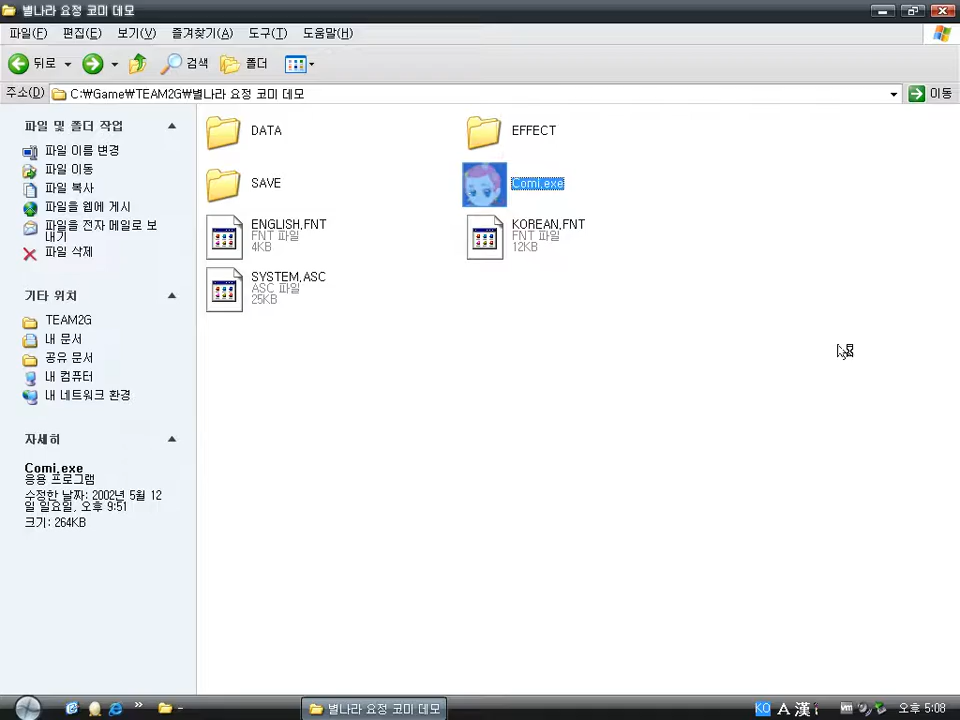 별나라 요정 코미 데모
파일(F) 편집(E) 보기(V) 즐겨찾기(A) 도구(T) 도움말(H)
뒤로 검색 폴더
주소(D) C:\Game\TEAM2G\별나라 요정 코미 데모 이동
파일 및 폴더 작업
파일 이름 변경
파일 이동
파일 복사
파일을 웹에 게시
파일을 전자 메일로 보
내기
파일 삭제
기타 위치
TEAM2G
내 문서
공유 문서
내 컴퓨터
내 네트워크 환경
자세히
Comi.exe
응용 프로그램
수정한 날짜: 2002년 5월 12
일 일요일, 오후 9:51
크기: 264KB
DATA
EFFECT
SAVE
Comi.exe
ENGLISH.FNT
FNT 파일
4KB
KOREAN.FNT
FNT 파일
12KB
SYSTEM.ASC
ASC 파일
25KB
별나라 요정 코미 데모
KO A 漢 오후 5:08